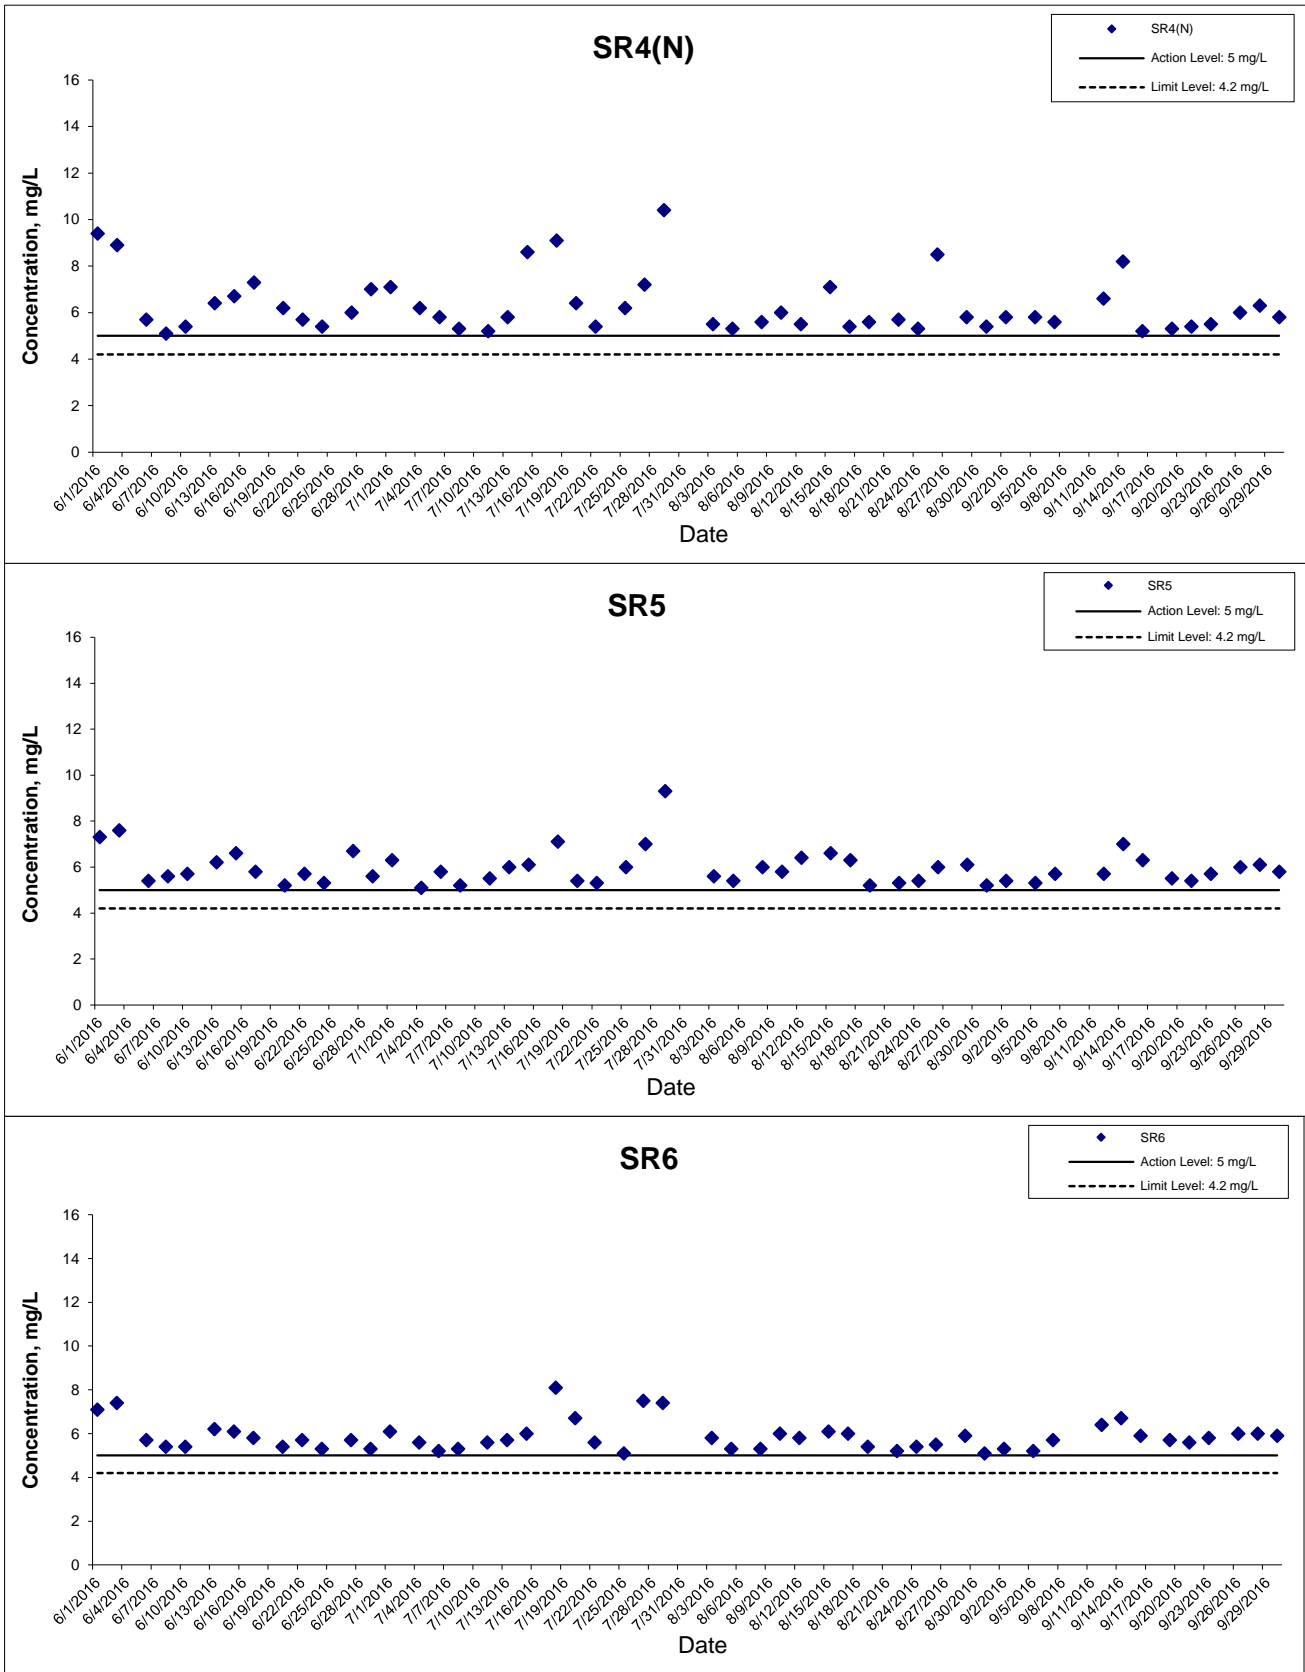 SR4(N)
SR4(N)
Action Level: 5 mg/L
Limit Level: 4.2 mg/L
Concentration, mg/L
16
14
12
10
8
6
4
2
0
6/1/2016 6/4/2016 6/7/2016 6/10/2016 6/13/2016 6/16/2016 6/19/2016 6/22/2016 6/25/2016 6/28/2016 7/1/2016 7/4/2016 7/7/2016 7/10/2016 7/13/2016 7/16/2016 7/19/2016 7/22/2016 7/25/2016 7/28/2016 7/31/2016 8/3/2016 8/6/2016 8/9/2016 8/12/2016 8/15/2016 8/18/2016 8/21/2016 8/24/2016 8/27/2016 8/30/2016 9/2/2016 9/5/2016 9/8/2016 9/11/2016 9/14/2016 9/17/2016 9/20/2016 9/23/2016 9/26/2016 9/29/2016
Date
SR5
SR5
Action Level: 5 mg/L
Limit Level: 4.2 mg/L
Concentration, mg/L
16
14
12
10
8
6
4
2
0
6/1/2016 6/4/2016 6/7/2016 6/10/2016 6/13/2016 6/16/2016 6/19/2016 6/22/2016 6/25/2016 6/28/2016 7/1/2016 7/4/2016 7/7/2016 7/10/2016 7/13/2016 7/16/2016 7/19/2016 7/22/2016 7/25/2016 7/28/2016 7/31/2016 8/3/2016 8/6/2016 8/9/2016 8/12/2016 8/15/2016 8/18/2016 8/21/2016 8/24/2016 8/27/2016 8/30/2016 9/2/2016 9/5/2016 9/8/2016 9/11/2016 9/14/2016 9/17/2016 9/20/2016 9/23/2016 9/26/2016 9/29/2016
Date
SR6
SR6
Action Level: 5 mg/L
Limit Level: 4.2 mg/L
Concentration, mg/L
16
14
12
10
8
6
4
2
0
6/1/2016 6/4/2016 6/7/2016 6/10/2016 6/13/2016 6/16/2016 6/19/2016 6/22/2016 6/25/2016 6/28/2016 7/1/2016 7/4/2016 7/7/2016 7/10/2016 7/13/2016 7/16/2016 7/19/2016 7/22/2016 7/25/2016 7/28/2016 7/31/2016 8/3/2016 8/6/2016 8/9/2016 8/12/2016 8/15/2016 8/18/2016 8/21/2016 8/24/2016 8/27/2016 8/30/2016 9/2/2016 9/5/2016 9/8/2016 9/11/2016 9/14/2016 9/17/2016 9/20/2016 9/23/2016 9/26/2016 9/29/2016
Date